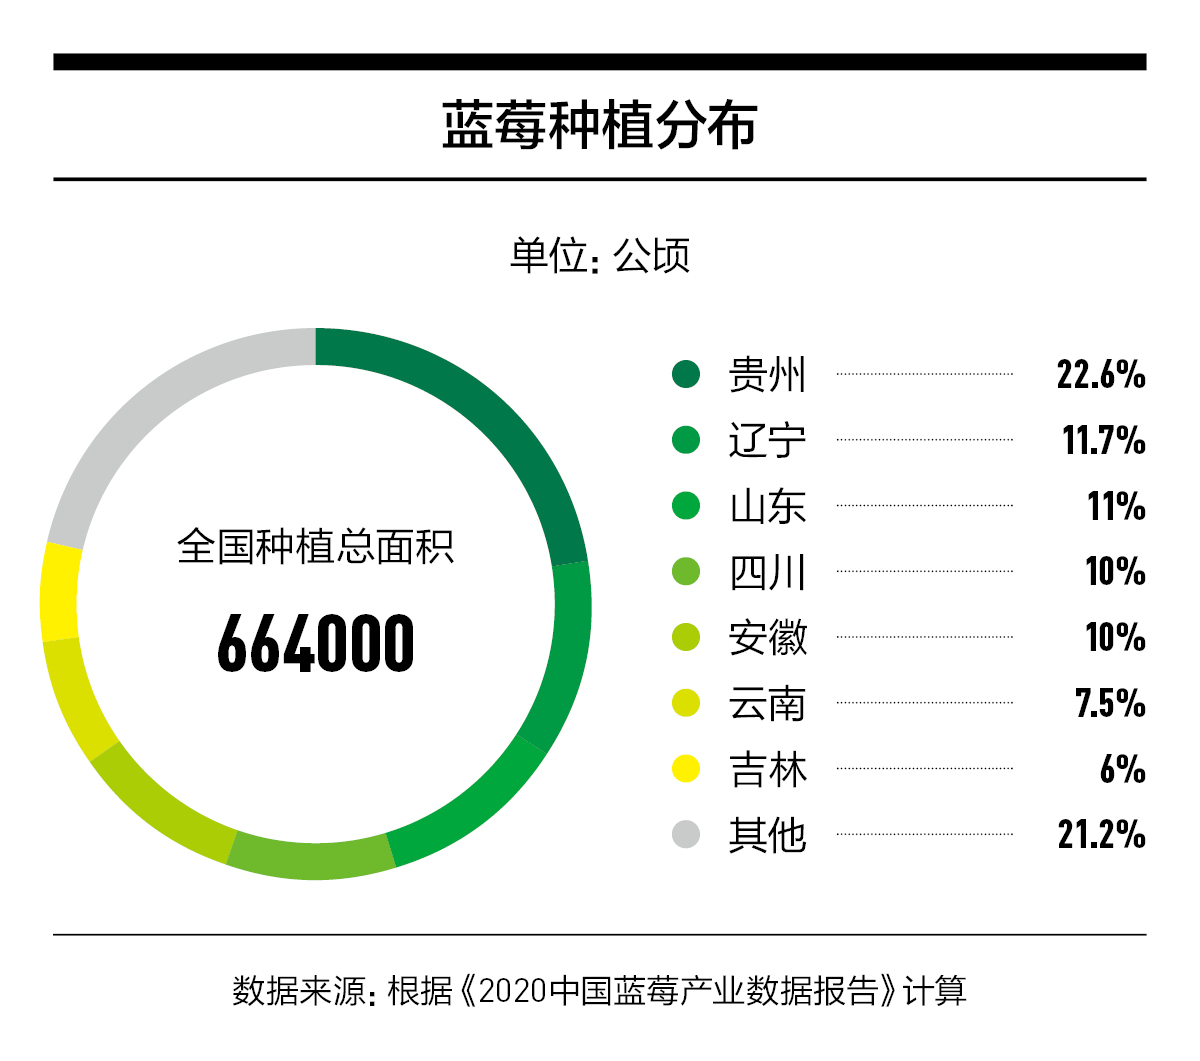 蓝莓种植分布
单位：公顷
全国种植总面积
664000
贵州 22.6%
辽宁 11.7%
山东 11%
四川 10%
安徽 10%
云南 7.5%
吉林 6%
其他 21.2%
数据来源：根据《2020中国蓝莓产业数据报告》计算